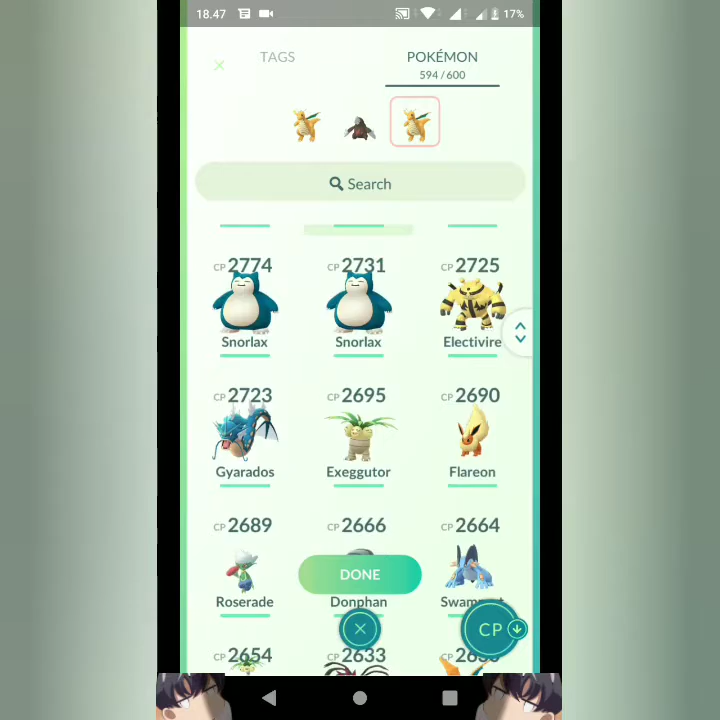 18.47
17%
TAGS
POKÉMON
594 / 600
Search
CP 2774
CP 2731
CP 2725
Snorlax
Snorlax
Electivire
CP 2723
CP 2695
CP 2690
Gyarados
Exeggutor
Flareon
CP 2689
CP 2666
CP 2664
DONE
Roserade
Donphan
CP 2654
CP 2633
CP
CP